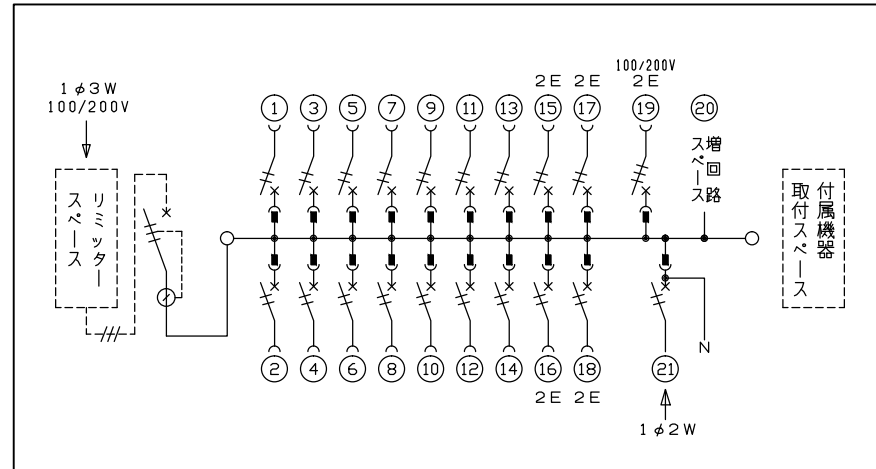 1φ3W
100/200V
リミッター
スペース
100/200V
2E 2E 2E
① ③ ⑤ ⑦ ⑨ ⑪ ⑬ ⑮ ⑰ ⑲ ⑳
増回路
スペース
付属機器
取付スペース
N
② ④ ⑥ ⑧ ⑩ ⑫ ⑭ ⑯ ⑱ ㉑
2E 2E
1φ2W